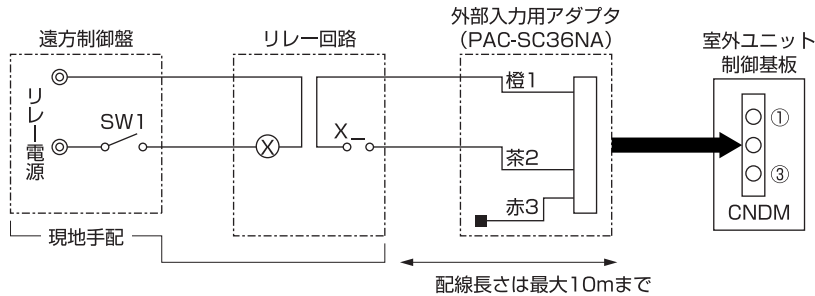 遠方制御盤
リレー回路
外部入力用アダプタ
(PAC-SC36NA)
室外ユニット
制御基板
リレー電源
SW1
X
X_
橙1
茶2
赤3
①
③
CNDM
現地手配
配線長さは最大10mまで